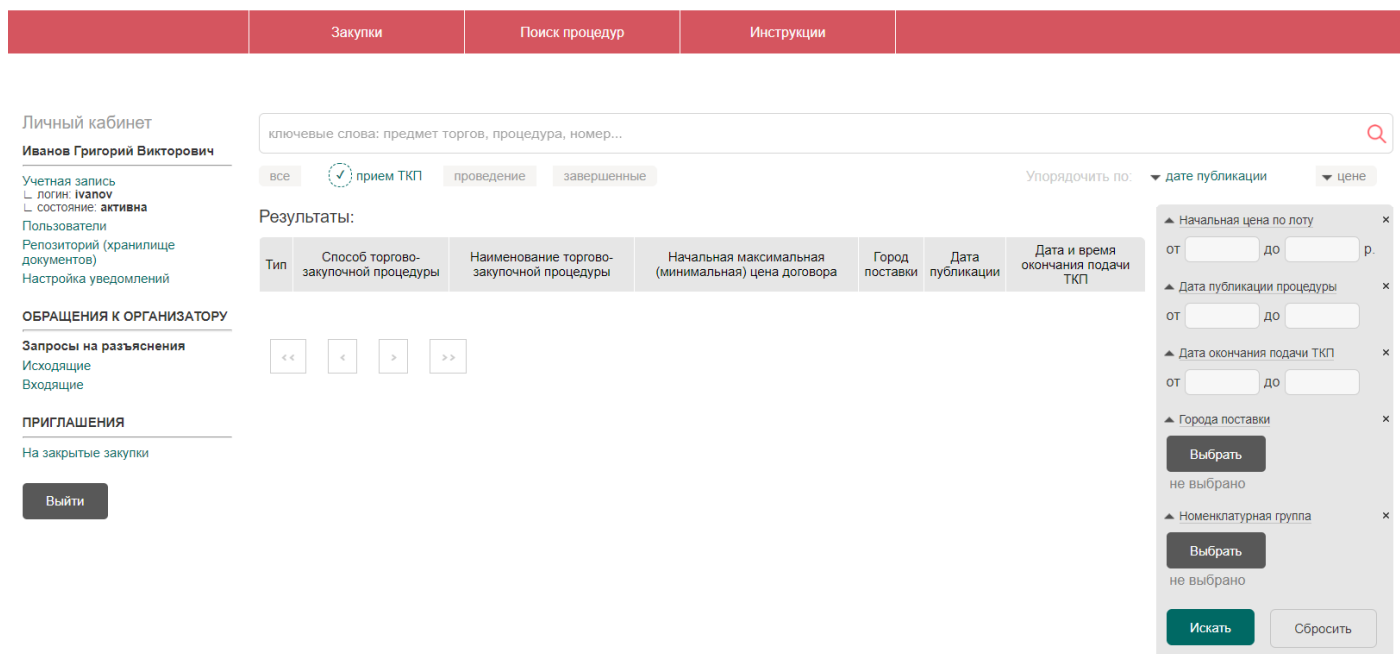 Закупки
Поиск процедур
Инструкции
Личный кабинет
Иванов Григорий Викторович
Учетная запись
∟ логин: ivanov
∟ состояние: активна
Пользователи
Репозиторий (хранилище
документов)
Настройка уведомлений
ОБРАЩЕНИЯ К ОРГАНИЗАТОРУ
Запросы на разъяснения
Исходящие
Входящие
ПРИГЛАШЕНИЯ
На закрытые закупки
Выйти
ключевые слова: предмет торгов, процедура, номер...
все
прием ТКП
проведение
завершенные
Упорядочить по:
дате публикации
цене
Результаты:
Тип
Способ торгово-
закупочной процедуры
Наименование торгово-
закупочной процедуры
Начальная максимальная
(минимальная) цена договора
Город
поставки
Дата
публикации
Дата и время
окончания подачи
ТКП
<<
<
>
>>
Начальная цена по лоту ×
от до р.
Дата публикации процедуры ×
от до
Дата окончания подачи ТКП ×
от до
Города поставки ×
Выбрать
не выбрано
Номенклатурная группа ×
Выбрать
не выбрано
Искать
Сбросить